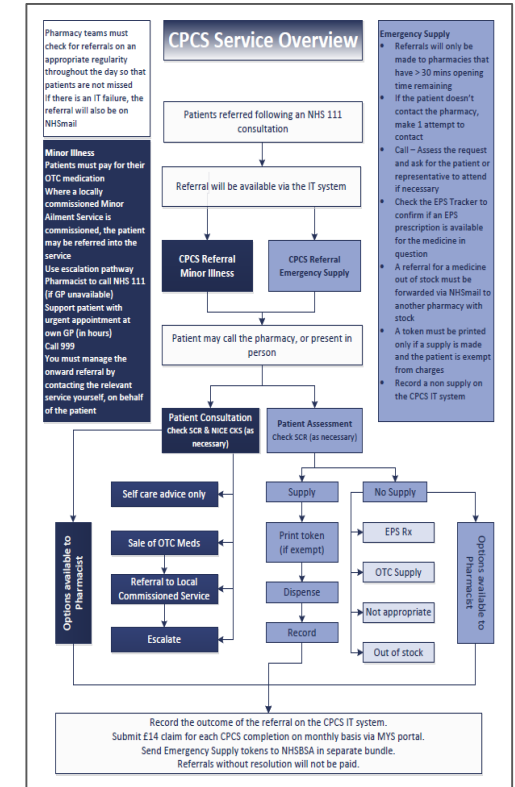 Pharmacy teams must
check for referrals on an
appropriate regularity
throughout the day so that
patients are not missed
If there is an IT failure, the
referral will also be on
NHSmail
CPCS Service Overview
Patients referred following an NHS 111
consultation
Referral will be available via the IT system
Minor Illness
Patients must pay for their
OTC medication
Where a locally
commissioned Minor
Ailment Service is
commissioned, the patient
may be referred into the
service
Use escalation pathway
Pharmacist to call NHS 111
(if GP unavailable)
Support patient with
urgent appointment at
own GP (in hours)
Call 999
You must manage the
onward referral by
contacting the relevant
service yourself, on behalf
of the patient
Emergency Supply
• Referrals will only be
made to pharmacies that
have > 30 mins opening
time remaining
• If the patient doesn't
contact the pharmacy,
make 1 attempt to
contact
• Call – Assess the request
and ask for the patient or
representative to attend
if necessary
• Check the EPS Tracker to
confirm if an EPS
prescription is available
for the medicine in
question
• A referral for a medicine
out of stock must be
forwarded via NHSmail to
another pharmacy with
stock
• A token must be printed
only if a supply is made
and the patient is exempt
from charges
• Record a non supply on
the CPCS IT system
CPCS Referral
Minor Illness
CPCS Referral
Emergency Supply
Patient may call the pharmacy, or present in
person
Patient Consultation
Check SCR & NICE CKS (as
necessary)
Patient Assessment
Check SCR (as necessary)
Options available to
Pharmacist
Self care advice only
Sale of OTC Meds
Referral to Local
Commissioned Service
Escalate
Supply
Print token
(if exempt)
Dispense
Record
No Supply
EPS Rx
OTC Supply
Not appropriate
Out of stock
Options available to
Pharmacist
Record the outcome of the referral on the CPCS IT system.
Submit £14 claim for each CPCS completion on monthly basis via MYS portal.
Send Emergency Supply tokens to NHSBSA in separate bundle.
Referrals without resolution will not be paid.